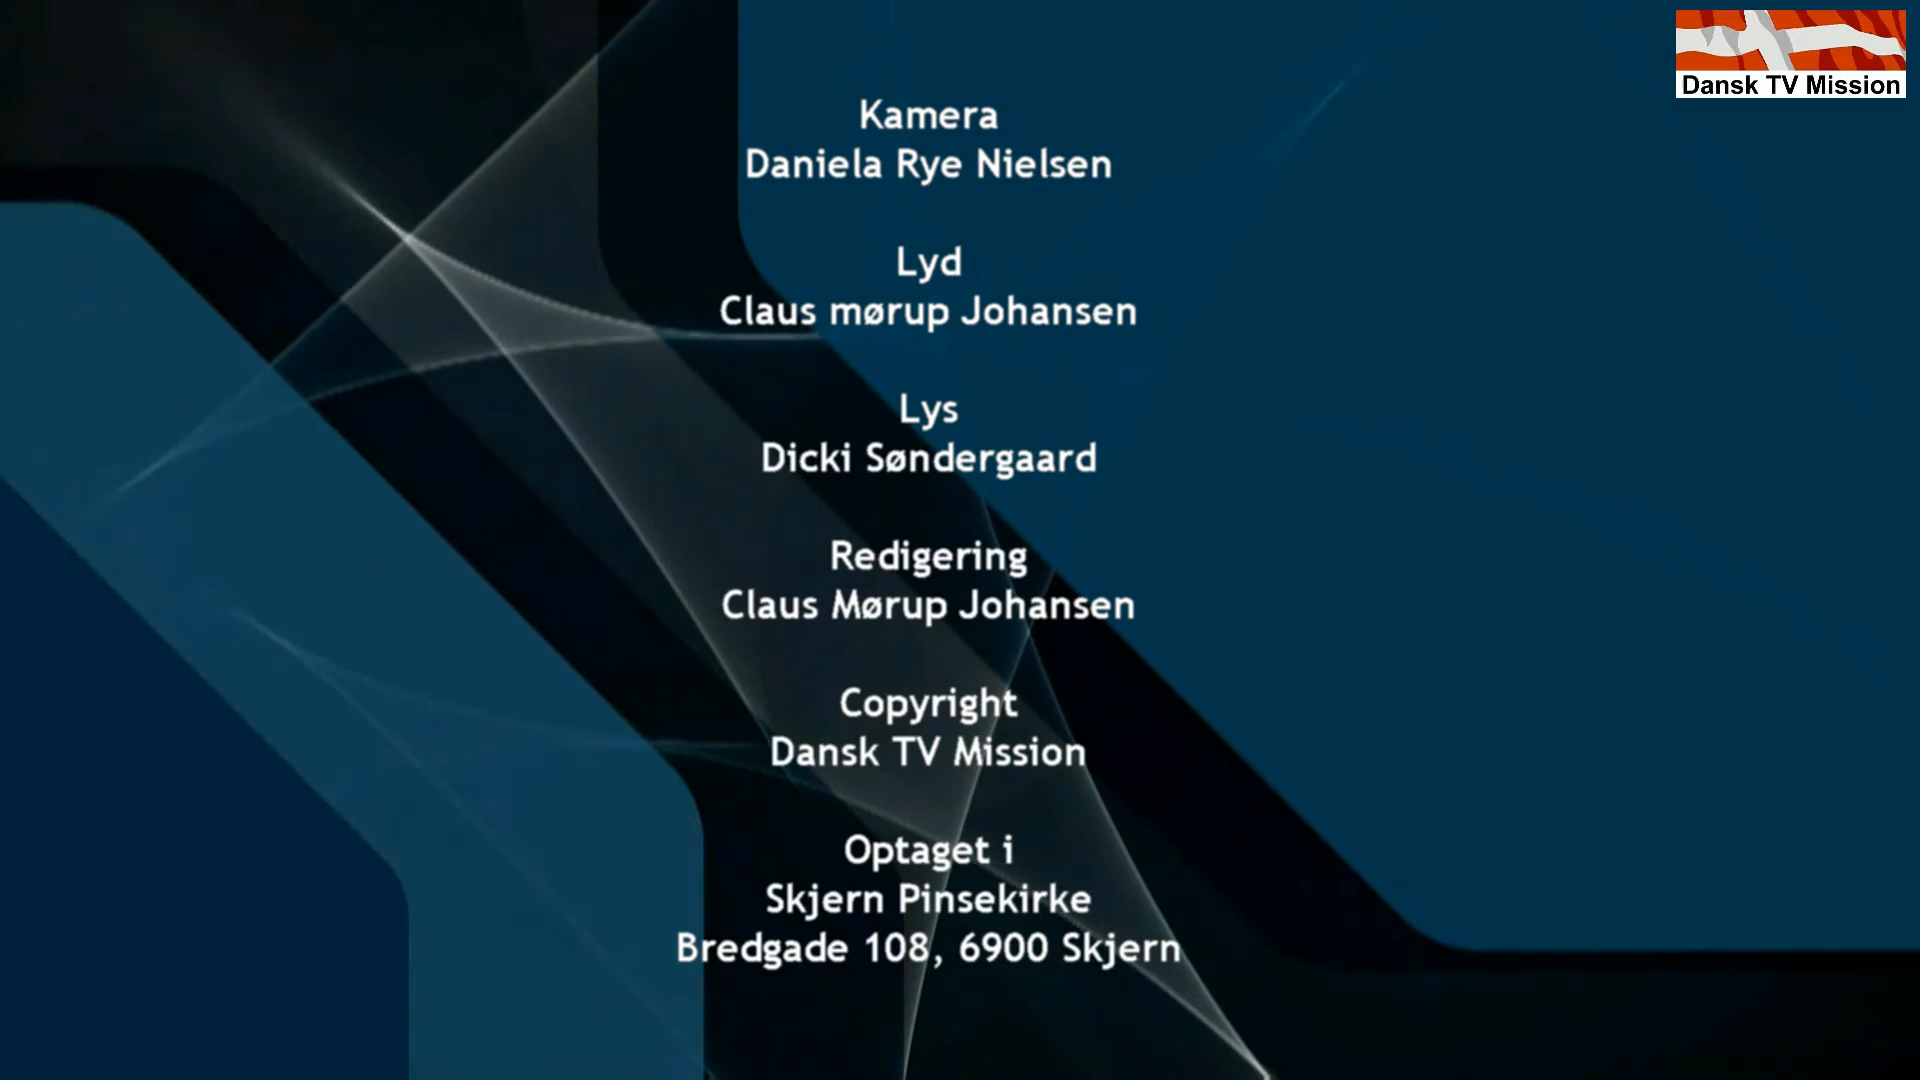 Dansk TV Mission
Kamera
Daniela Rye Nielsen
Lyd
Claus mørup Johansen
Lys
Dicki Søndergaard
Redigering
Claus Mørup Johansen
Copyright
Dansk TV Mission
Optaget i
Skjern Pinsekirke
Bredgade 108, 6900 Skjern